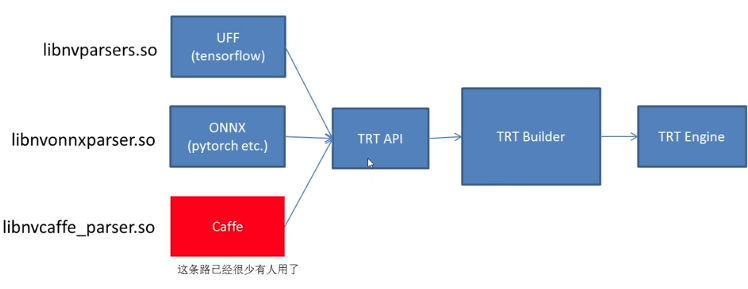 libnvparsers.so
UFF
(tensorflow)
libnvonnxparser.so
ONNX
(pytorch etc.)
TRT API
TRT Builder
TRT Engine
libnvcaffe_parser.so
Caffe
这条路已经很少有人用了